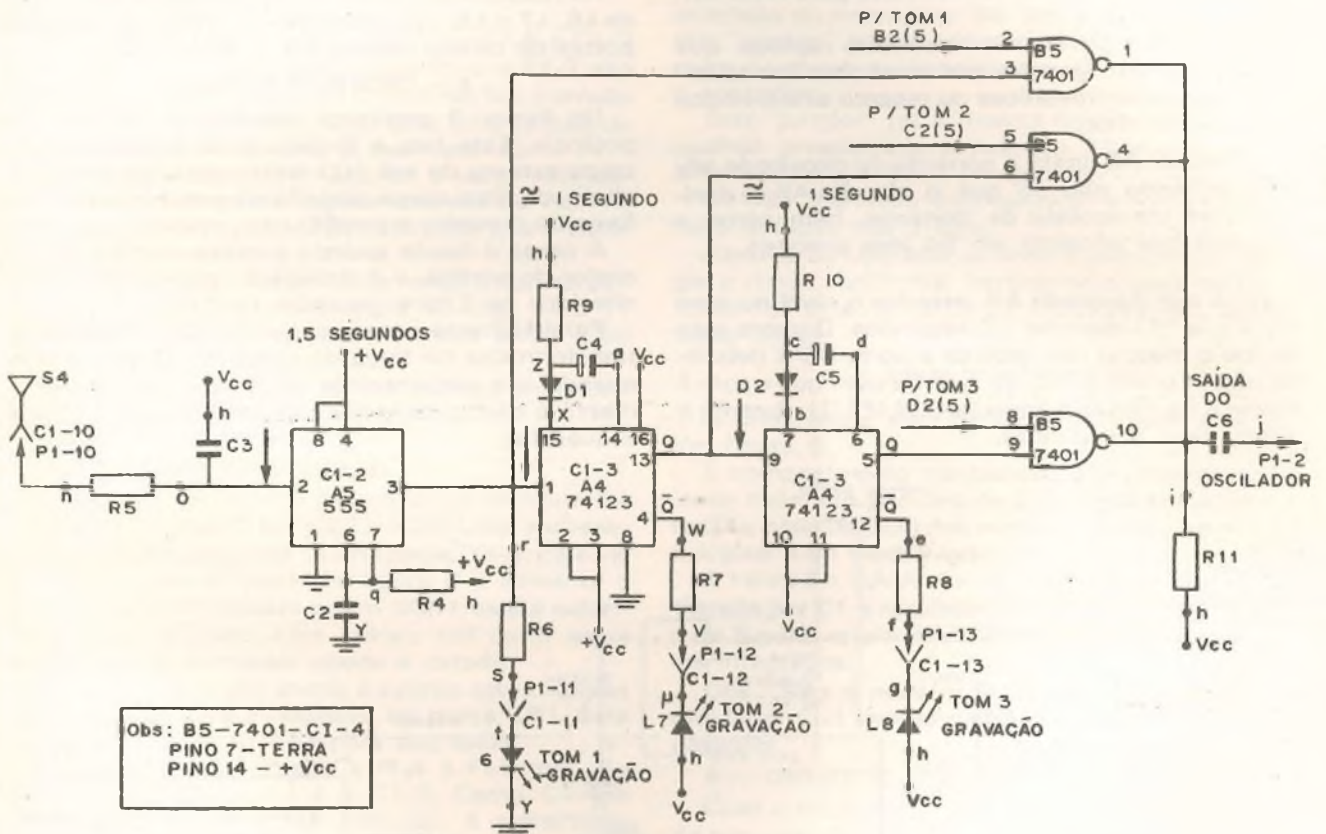 P/TOM1
B2(5)
2
3
B5
7401
1
P/TOM 2
C2(5)
5
6
B5
7401
4
≅ 1 SEGUNDO
Vcc
h
R9
Z
C4
a
Vcc
D1
X
≅ 1 SEGUNDO
Vcc
h
R 10
c
d
C5
D2
b
1,5 SEGUNDOS
+Vcc
S4
C1-10
P1-10
n
R5
O
Vcc
h
C3
8 4
2
C1-2
A5
555
3
1 6 7
q
R4
+Vcc
h
C2
Y
15 14 16
1
C1-3
A4
74123
Q
13
4
Q̄
2 3 8
+Vcc
7 6
9
C1-3
A4
74123
Q
5
12
Q̄
10 11
Vcc
P/TOM3
D2(5)
8
9
B5
7401
10
SAÍDA
DO
C6
j
P1-2
OSCILADOR
i
R11
h
Vcc
r
R6
S
P1-11
C1-11
t
6
TOM 1
GRAVAÇÃO
Y
W
R7
V
P1-12
C1-12
μ
L7
TOM 2
GRAVAÇÃO
h
Vcc
e
R8
f
P1-13
C1-13
g
L8
TOM 3
GRAVAÇÃO
h
Vcc
Obs: B5-7401-CI-4
PINO 7-TERRA
PINO 14 - + Vcc